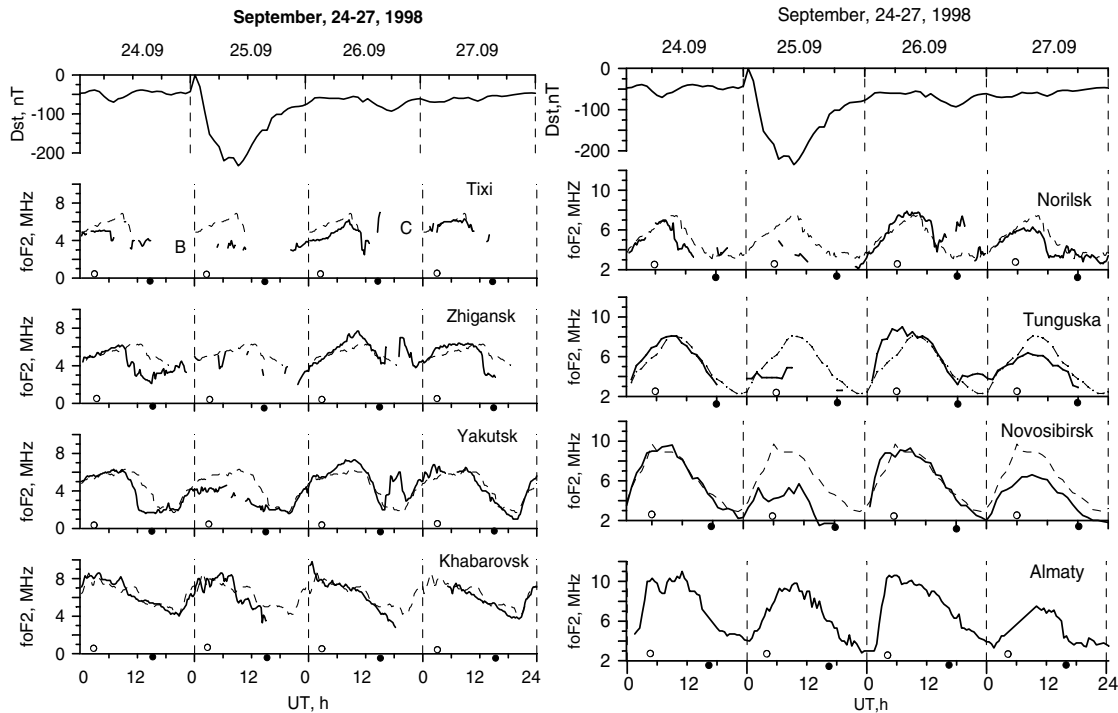 September, 24-27, 1998
24.09 25.09 26.09 27.09
0
-100
-200
Dst,nT
Tixi
8
4
0
foF2, MHz
B
C
Zhigansk
8
4
0
foF2, MHz
Yakutsk
8
4
0
foF2, MHz
Khabarovsk
8
4
0
foF2, MHz
0 12 0 12 0 12 0 12 24
UT, h
September, 24-27, 1998
24.09 25.09 26.09 27.09
0
-100
-200
Dst,nT
Norilsk
10
6
2
foF2, MHZ
Tunguska
10
6
2
foF2, MHz
Novosibirsk
10
6
2
foF2, MHz
Almaty
10
6
2
foF2, MHz
0 12 0 12 0 12 0 12 24
UT,h